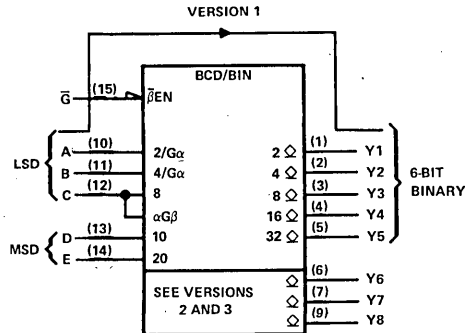 VERSION 1
BCD/BIN
G̅ (15) β̅EN
LSD
A (10) 2/Gα 2 ◇ (1) Y1
B (11) 4/Gα 4 ◇ (2) Y2
C (12) 8 8 ◇ (3) Y3
αGβ 16 ◇ (4) Y4
MSD
D (13) 10 32 ◇ (5) Y5
E (14) 20
6-BIT
BINARY
SEE VERSIONS
2 AND 3
◇ (6) Y6
◇ (7) Y7
◇ (9) Y8